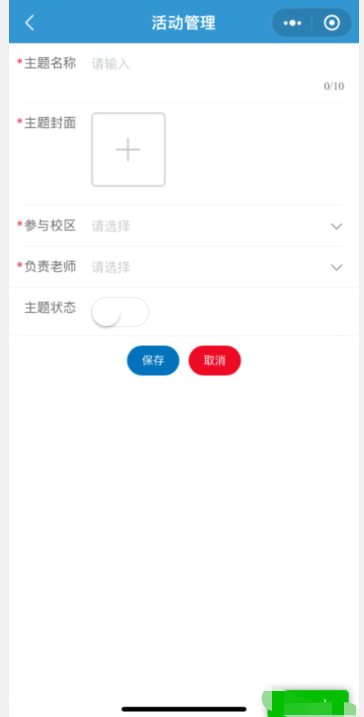 活动管理
*主题名称 请输入
0/10
*主题封面
*参与校区 请选择
*负责老师 请选择
主题状态
保存 取消